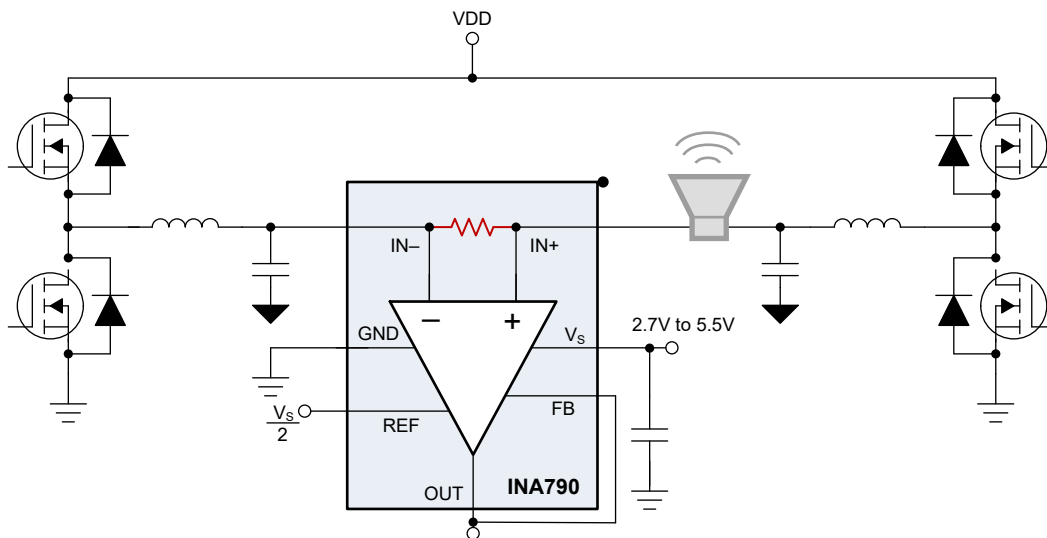 VDD
IN–
IN+
GND
Vs
2.7V to 5.5V
Vs
2
REF
FB
OUT
INA790